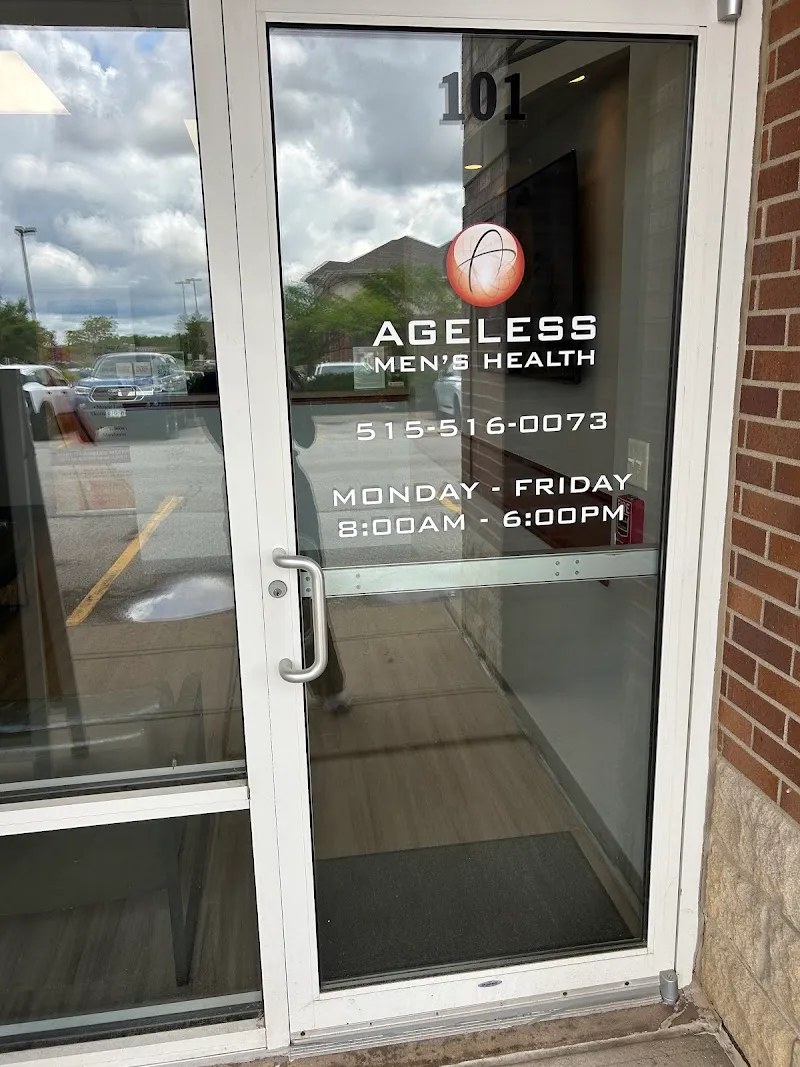 101
AGELESS
MEN'S HEALTH
515-516-0073
MONDAY - FRIDAY
8:00AM - 6:00PM